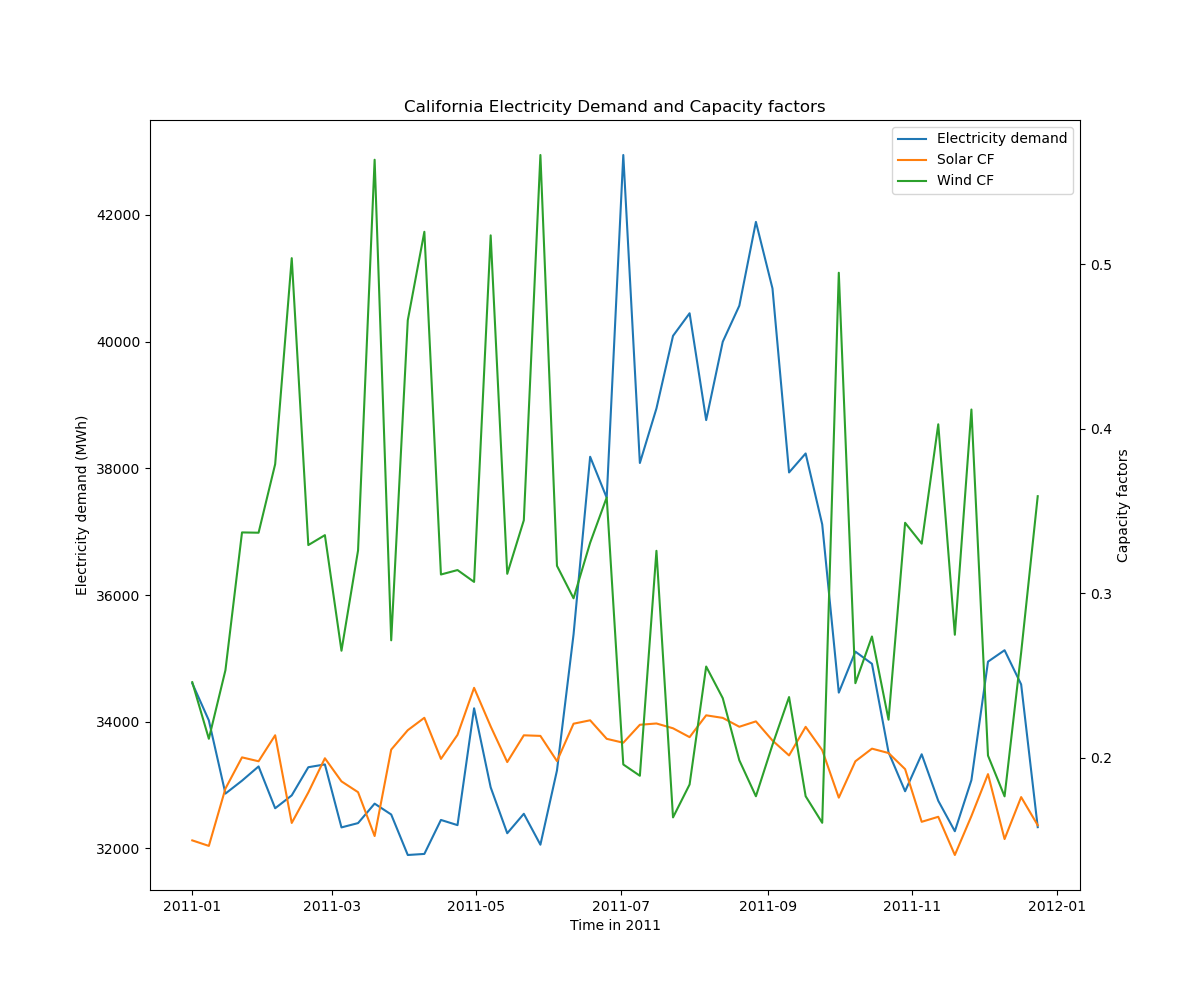 California Electricity Demand and Capacity factors
Electricity demand
Solar CF
Wind CF
42000
40000
38000
36000
34000
32000
Electricity demand (MWh)
0.5
0.4
0.3
0.2
Capacity factors
2011-01
2011-03
2011-05
2011-07
2011-09
2011-11
2012-01
Time in 2011